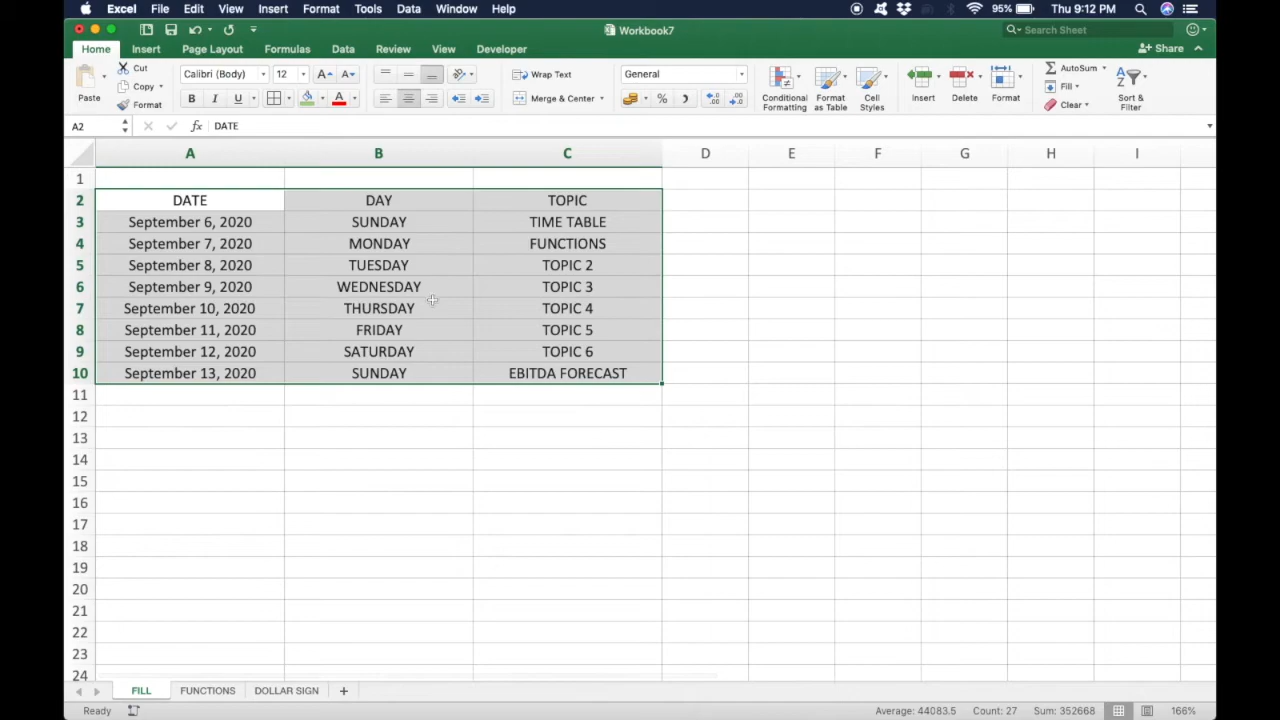 Excel File Edit View Insert Format Tools Data Window Help 95% Thu 9:12 PM
Workbook7 Search Sheet
Home Insert Page Layout Formulas Data Review View Developer Share
Paste Cut Copy Format Calibri (Body) 12 Wrap Text Merge & Center General Conditional Formatting Format as Table Cell Styles Insert Delete Format AutoSum Fill Clear Sort & Filter
A2 fx DATE
A B C D E F G H I
1
2 DATE DAY TOPIC
3 September 6, 2020 SUNDAY TIME TABLE
4 September 7, 2020 MONDAY FUNCTIONS
5 September 8, 2020 TUESDAY TOPIC 2
6 September 9, 2020 WEDNESDAY TOPIC 3
7 September 10, 2020 THURSDAY TOPIC 4
8 September 11, 2020 FRIDAY TOPIC 5
9 September 12, 2020 SATURDAY TOPIC 6
10 September 13, 2020 SUNDAY EBITDA FORECAST
11
12
13
14
15
16
17
18
19
20
21
22
23
24
FILL FUNCTIONS DOLLAR SIGN +
Ready Average: 44083.5 Count: 27 Sum: 352668 166%